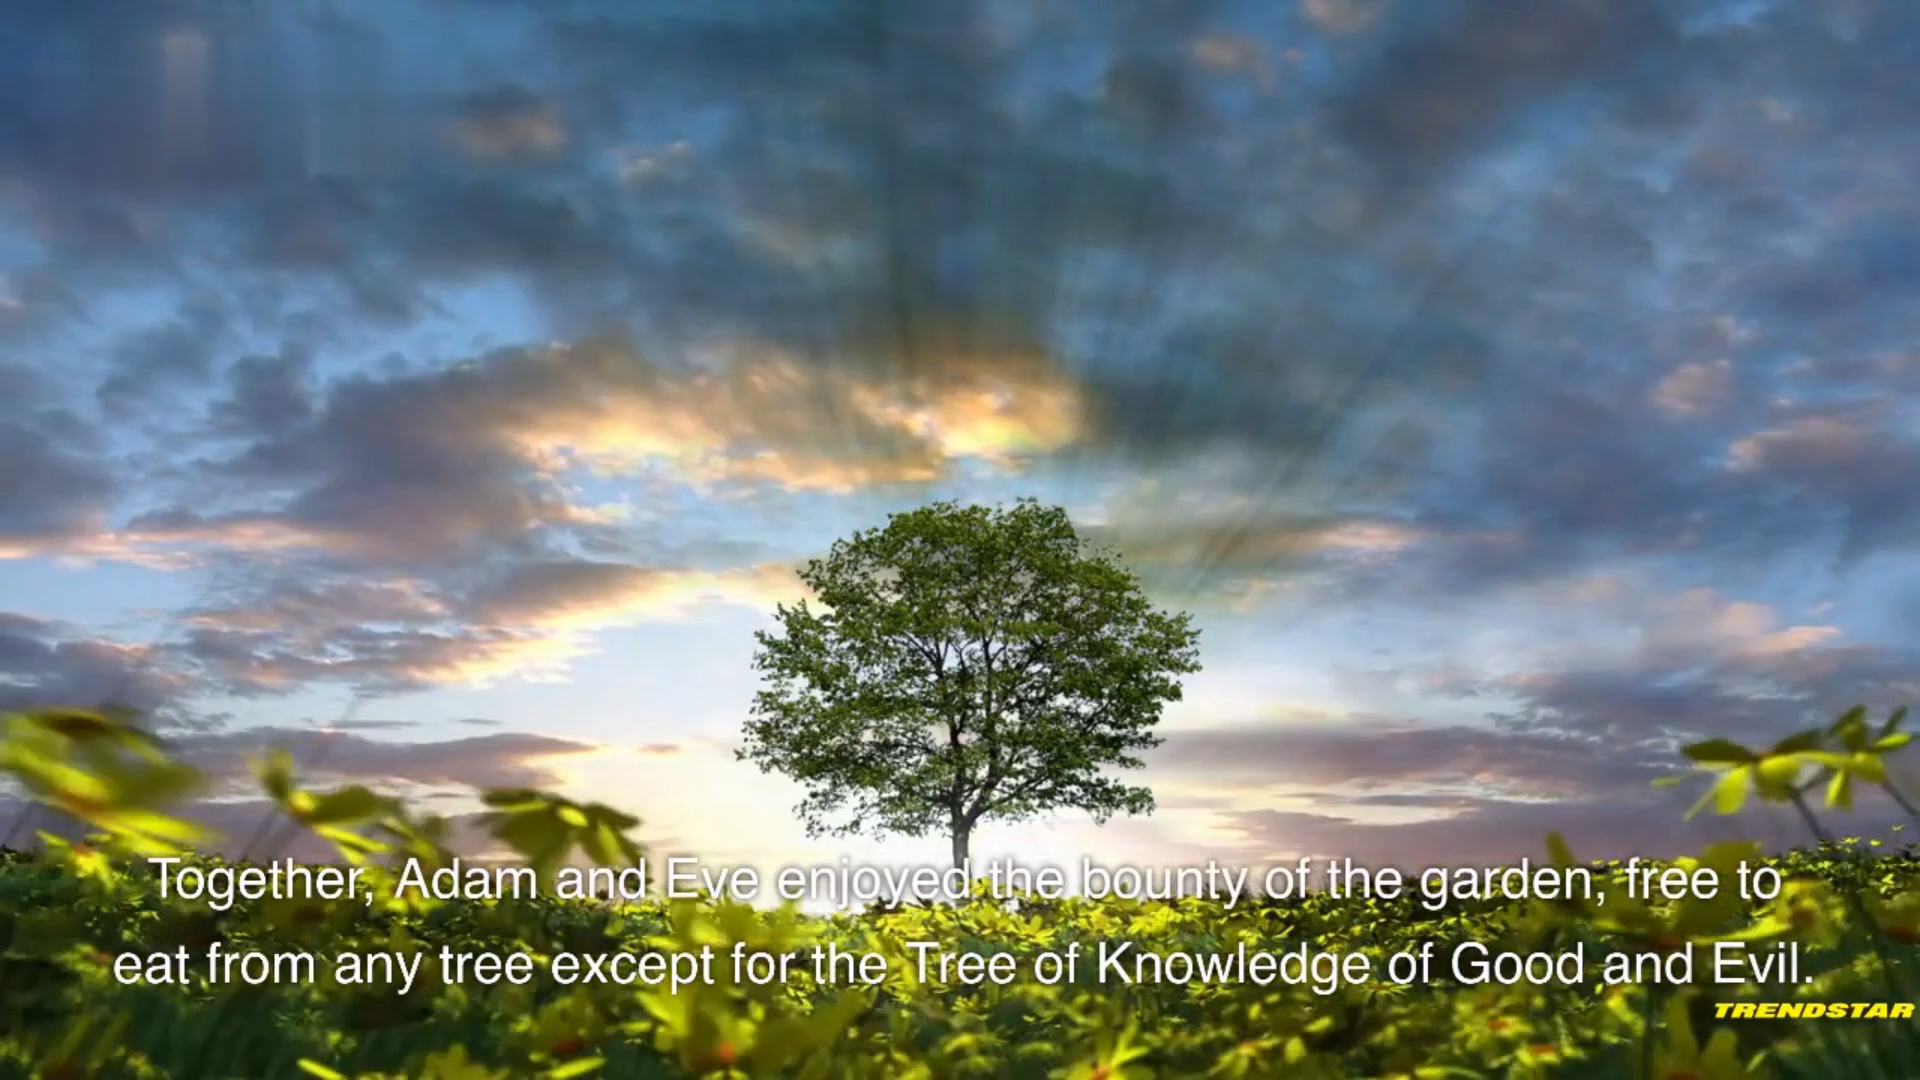 Together, Adam and Eve enjoyed the bounty of the garden, free to
eat from any tree except for the Tree of Knowledge of Good and Evil.
TRENDSTAR